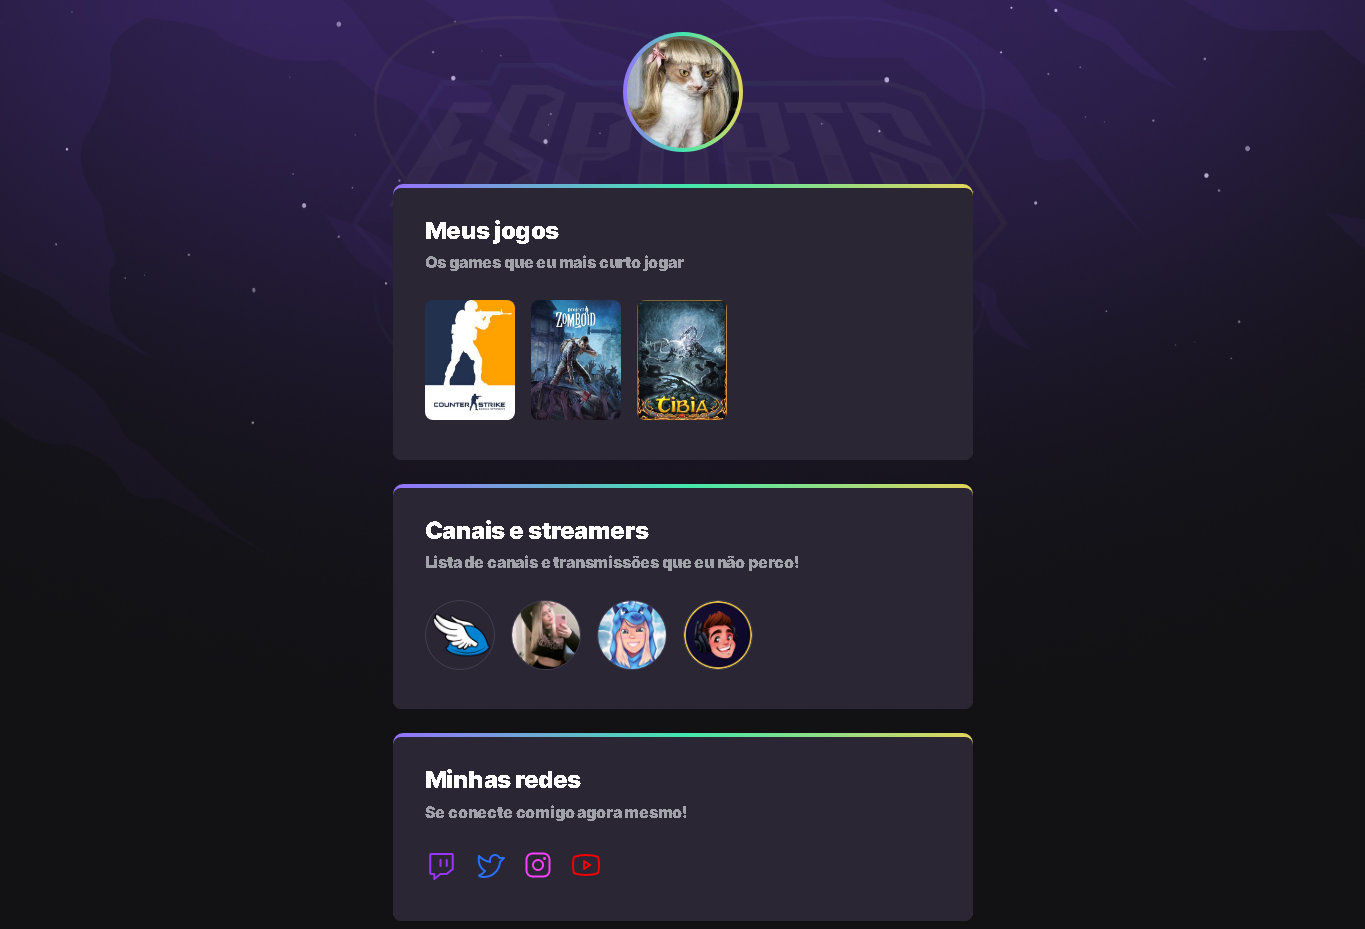 ESPORTS
Meus jogos
Os games que eu mais curto jogar
COUNTER STRIKE
project
ZOMBOID
TIBIA
Canais e streamers
Lista de canais e transmissões que eu não perco!
Minhas redes
Se conecte comigo agora mesmo!